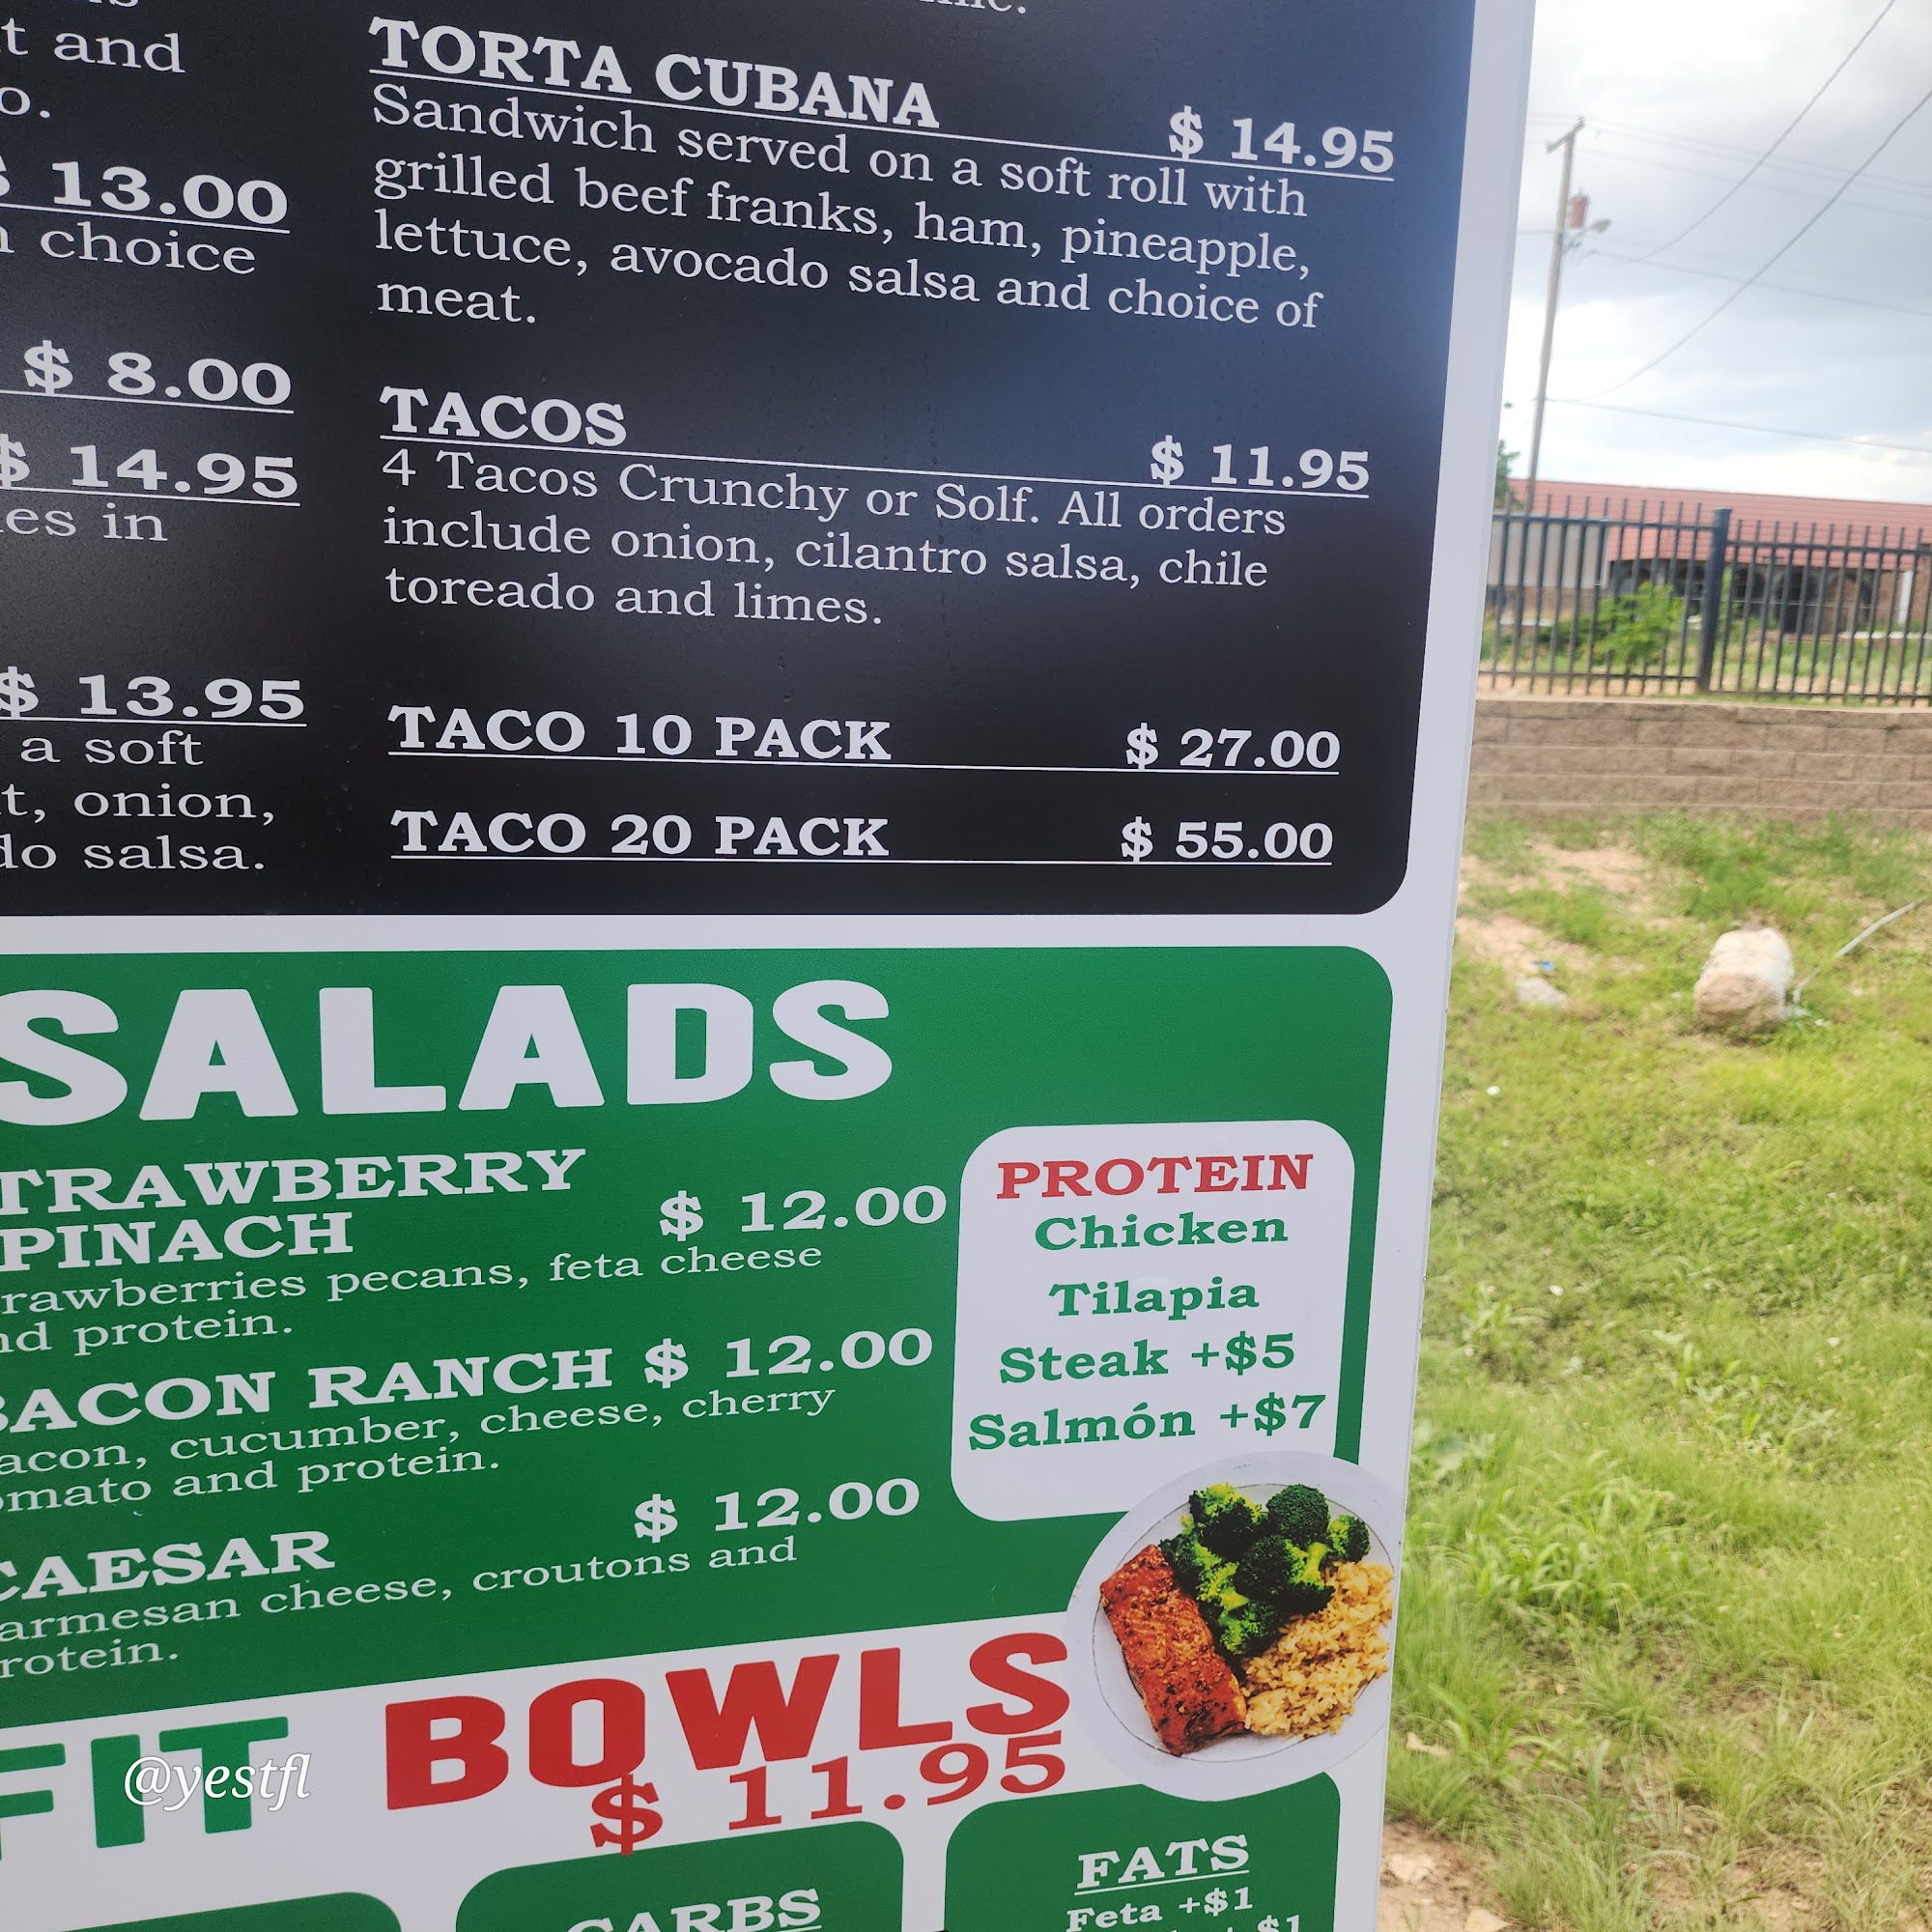 t and
o.
$ 13.00
choice
$ 8.00
$ 14.95
es in
$ 13.95
a soft
t, onion,
do salsa.
TORTA CUBANA $ 14.95
Sandwich served on a soft roll with
grilled beef franks, ham, pineapple,
lettuce, avocado salsa and choice of
meat.
TACOS $ 11.95
4 Tacos Crunchy or Solf. All orders
include onion, cilantro salsa, chile
toreado and limes.
TACO 10 PACK $ 27.00
TACO 20 PACK $ 55.00
SALADS
TRAWBERRY
PINACH $ 12.00
rawberries pecans, feta cheese
nd protein.
BACON RANCH $ 12.00
acon, cucumber, cheese, cherry
omato and protein.
CAESAR $ 12.00
armesan cheese, croutons and
rotein.
PROTEIN
Chicken
Tilapia
Steak +$5
Salmón +$7
FIT BOWLS
$ 11.95
@yestfl
CARBS
FATS
Feta +$1
+$1